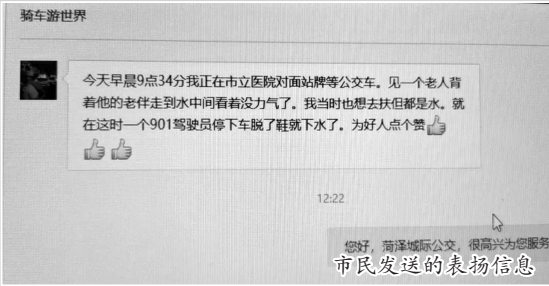 骑车游世界
今天早晨9点34分我正在市立医院对面站牌等公交车。见一个老人背
着他的老伴走到水中间看着没力气了。我当时也想去扶但都是水。就
在这时一个901驾驶员停下车脱了鞋就下水了。为好人点个赞
12:22
您好，菏泽城际公交，很高兴为您服务
市民发送的表扬信息